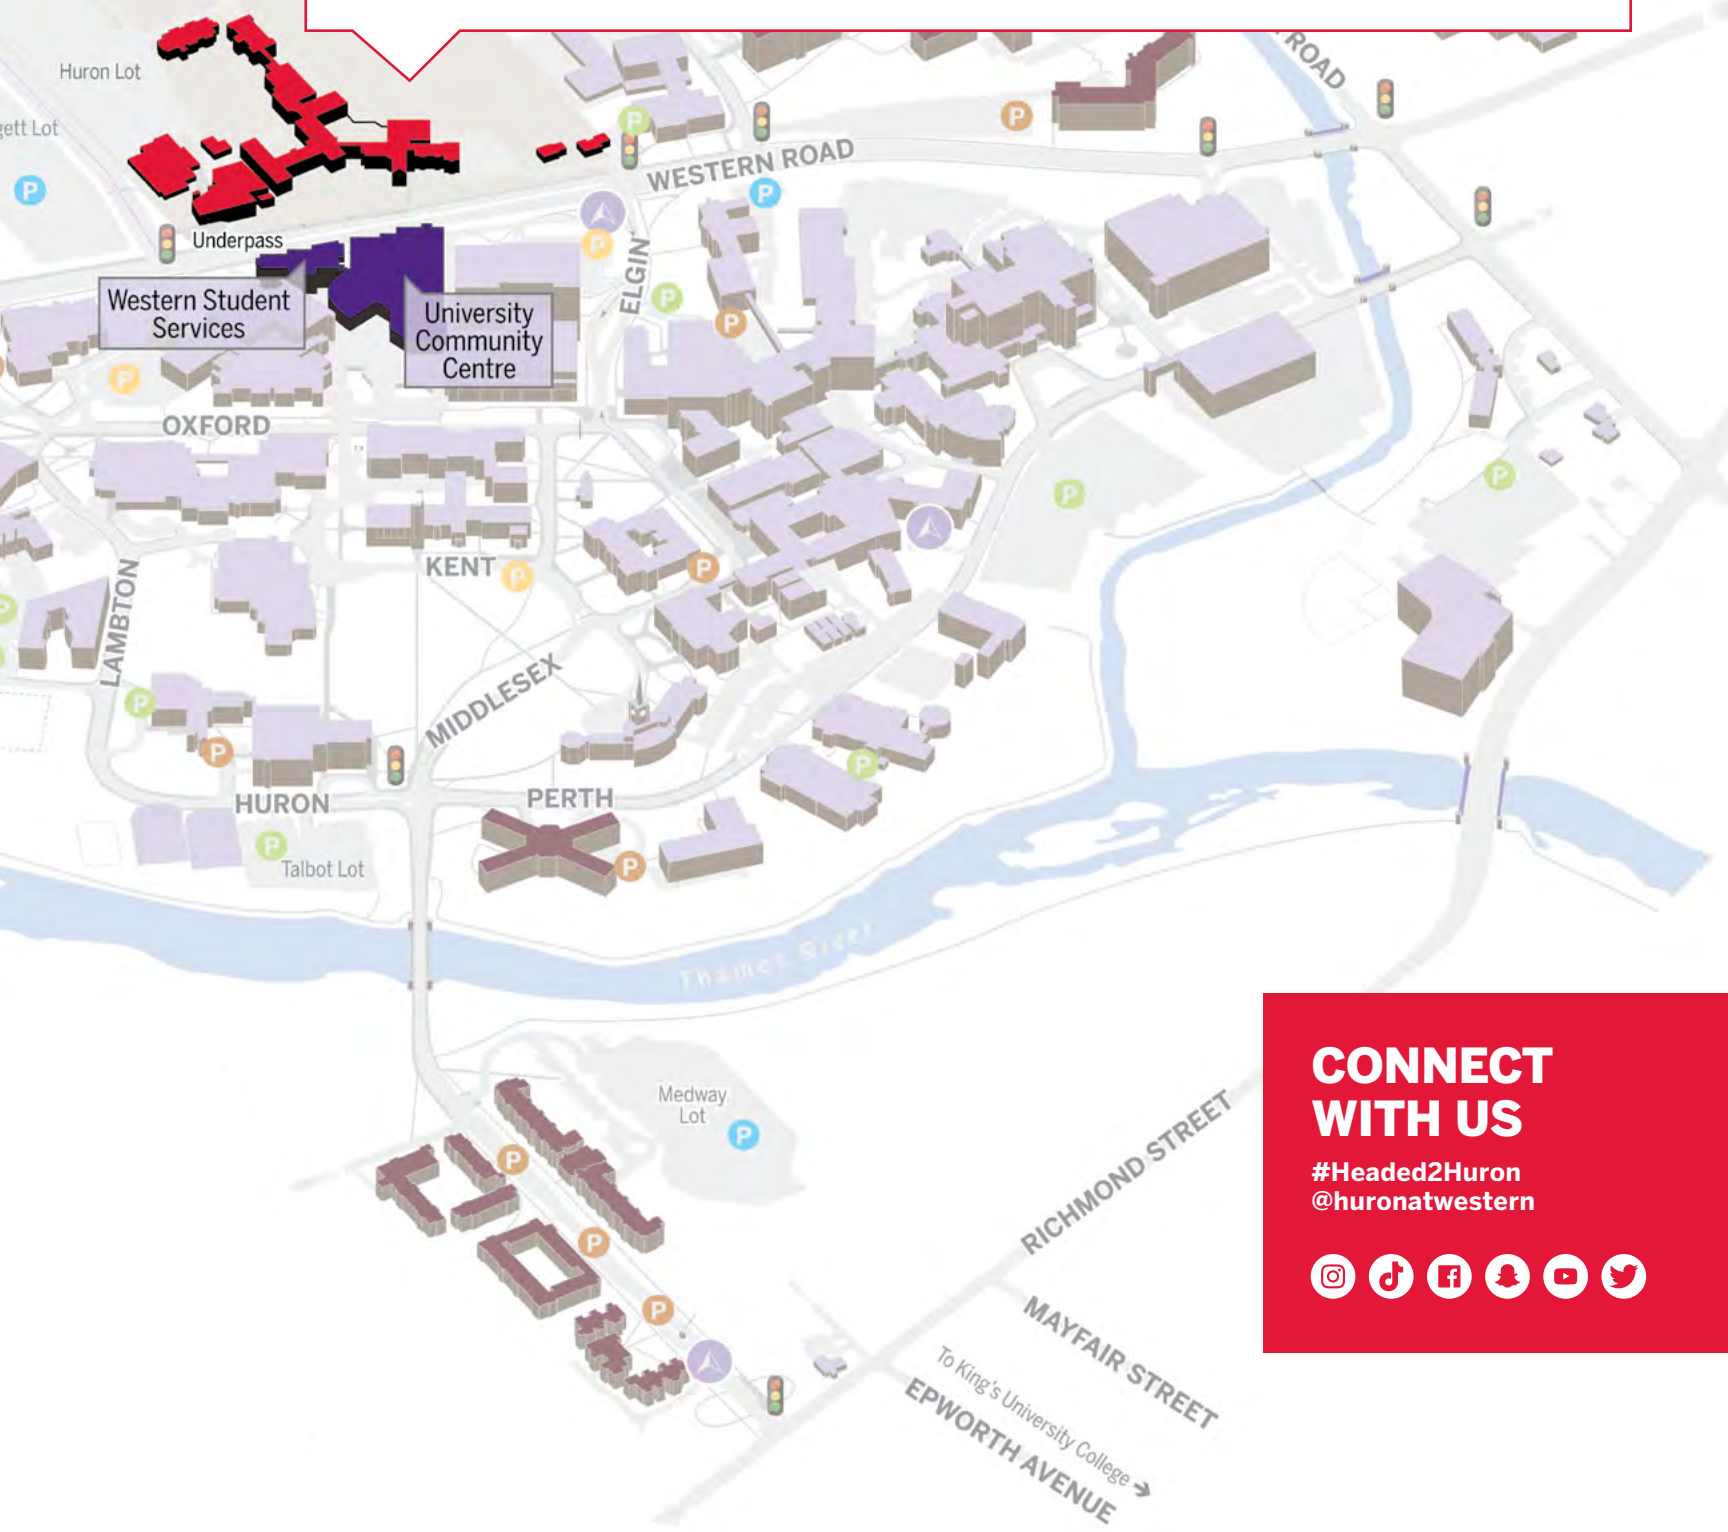 ROAD
Huron Lot
gett Lot
P
P
P
WESTERN ROAD
P
P
Underpass
ELGIN
P
P
P
Western Student
Services
University
Community
Centre
P
OXFORD
P
P
KENT
P
P
P
LAMBTON
P
MIDDLESEX
P
P
P
HURON
PERTH
P
Talbot Lot
P
Thames River
Medway
Lot
P
P
P
P
RICHMOND STREET
MAYFAIR STREET
To King's University College
EPWORTH AVENUE
CONNECT
WITH US
#Headed2Huron
@huronatwestern